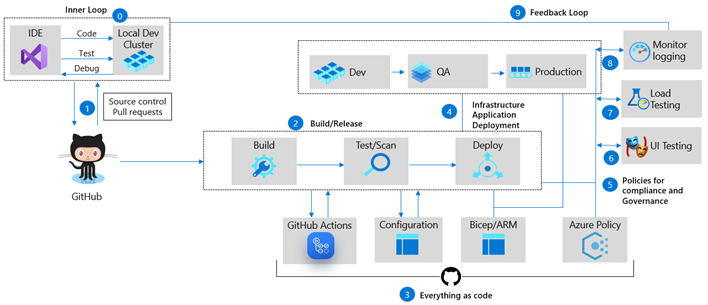 Inner Loop
0
9 Feedback Loop
IDE
Code
Test
Debug
Local Dev
Cluster
Dev
QA
Production
8
Monitor
logging
1
Source control
Pull requests
4
Infrastructure
Application
Deployment
7
Load
Testing
2 Build/Release
Build
Test/Scan
Deploy
6
UI Testing
GitHub
5 Policies for
compliance and
Governance
GitHub Actions
Configuration
Bicep/ARM
Azure Policy
3 Everything as code